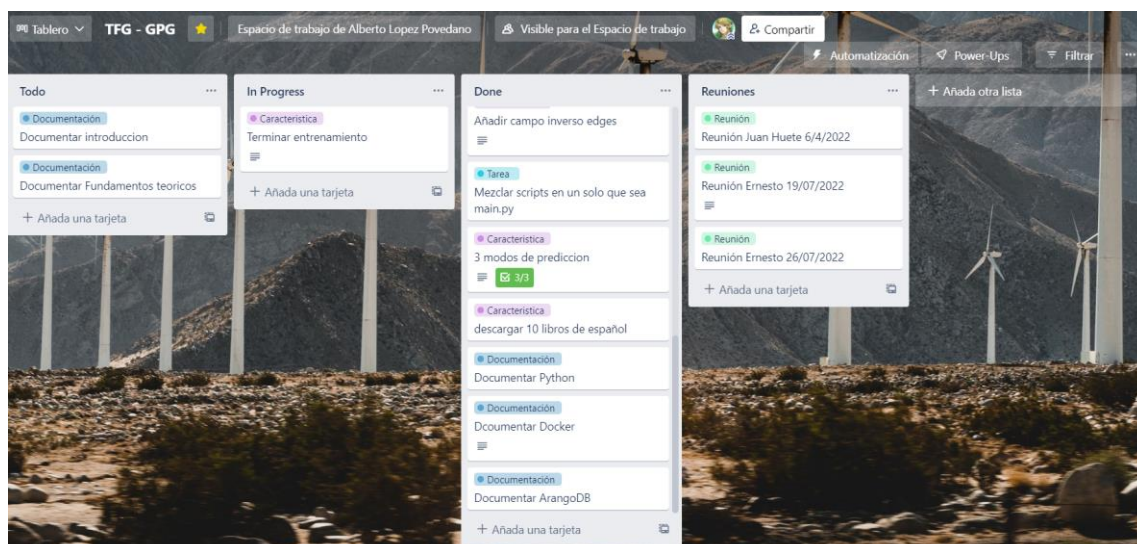 Tablero
TFG - GPG
Espacio de trabajo de Alberto Lopez Povedano
Visible para el Espacio de trabajo
Compartir
Automatización
Power-Ups
Filtrar
Todo
Documentación
Documentar introduccion
Documentación
Documentar Fundamentos teoricos
+ Añada una tarjeta
In Progress
Caracteristica
Terminar entrenamiento
+ Añada una tarjeta
Done
Añadir campo inverso edges
Tarea
Mezclar scripts en un solo que sea
main.py
Caracteristica
3 modos de prediccion
3/3
Caracteristica
descargar 10 libros de español
Documentación
Documentar Python
Documentación
Dcoumentar Docker
Documentación
Documentar ArangoDB
+ Añada una tarjeta
Reuniones
Reunión
Reunión Juan Huete 6/4/2022
Reunión
Reunión Ernesto 19/07/2022
Reunión
Reunión Ernesto 26/07/2022
+ Añada una tarjeta
+ Añada otra lista